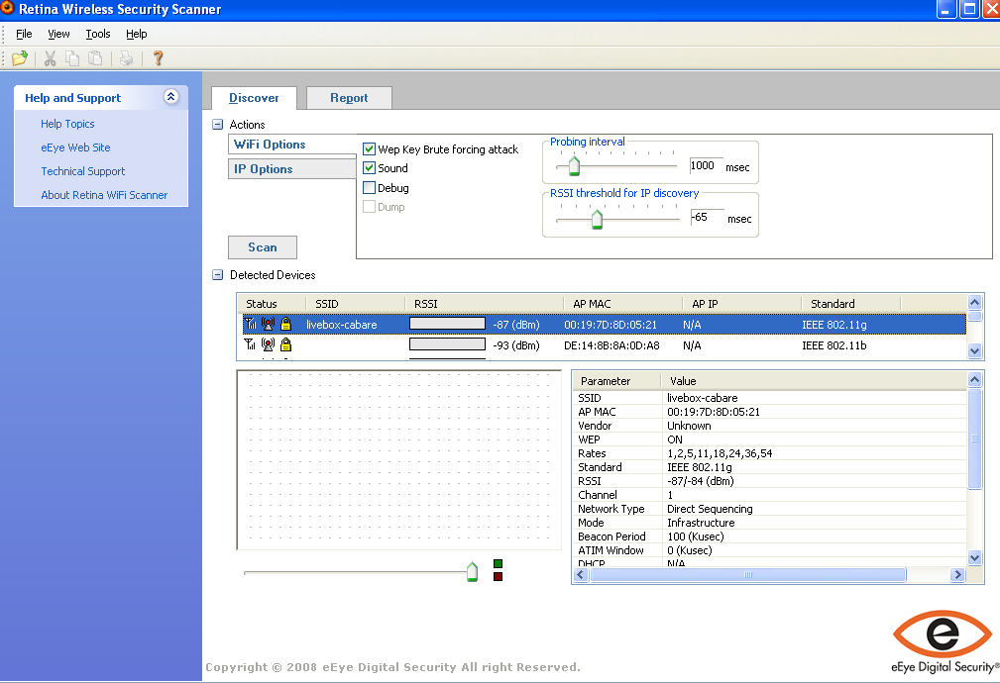 Retina Wireless Security Scanner
File View Tools Help
Help and Support
Help Topics
eEye Web Site
Technical Support
About Retina WiFi Scanner
Discover Report
Actions
WiFi Options
IP Options
Wep Key Brute forcing attack
Sound
Debug
Dump
Probing interval
1000 msec
RSSI threshold for IP discovery
-65 msec
Scan
Detected Devices
Status SSID RSSI AP MAC AP IP Standard
livebox-cabare -87 (dBm) 00:19:7D:8D:05:21 N/A IEEE 802.11g
-93 (dBm) DE:14:8B:8A:0D:A8 N/A IEEE 802.11b
Parameter Value
SSID livebox-cabare
AP MAC 00:19:7D:8D:05:21
Vendor Unknown
WEP ON
Rates 1,2,5,11,18,24,36,54
Standard IEEE 802.11g
RSSI -87/-84 (dBm)
Channel 1
Network Type Direct Sequencing
Mode Infrastructure
Beacon Period 100 (Kusec)
ATIM Window 0 (Kusec)
DHCP N/A
e
eEye Digital Security®
Copyright © 2008 eEye Digital Security All right Reserved.